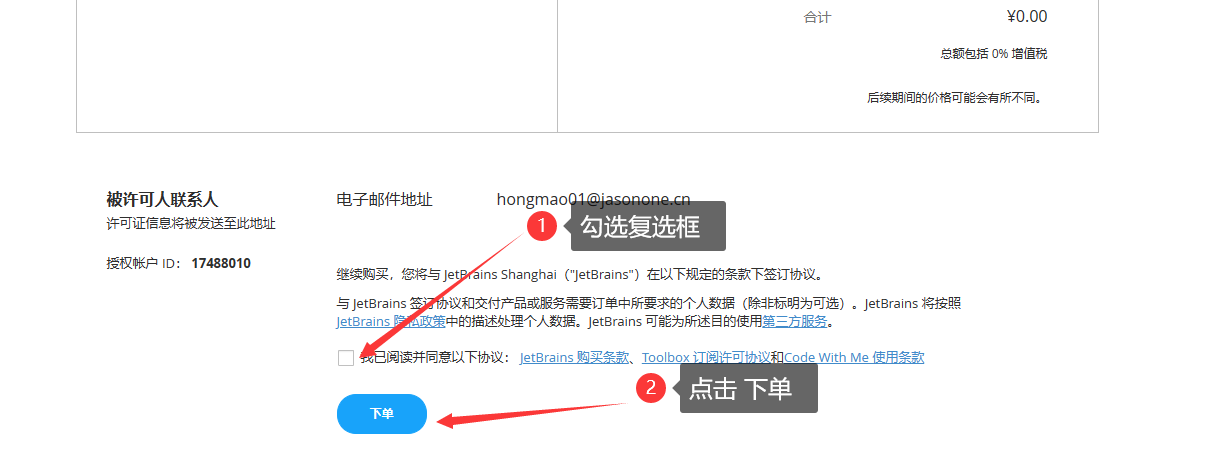 合计 ¥0.00
总额包括 0% 增值税
后续期间的价格可能会有所不同。
被许可人联系人 电子邮件地址 hongmao01@jasonone.cn
许可证信息将被发送至此地址
1 勾选复选框
授权帐户 ID： 17488010
继续购买，您将与 JetBrains Shanghai（"JetBrains"）在以下规定的条款下签订协议。
与 JetBrains 签订协议和交付产品或服务需要订单中所要求的个人数据（除非标明为可选）。JetBrains 将按照
JetBrains 隐私政策中的描述处理个人数据。JetBrains 可能为所述目的使用第三方服务。
我已阅读并同意以下协议： JetBrains 购买条款、Toolbox 订阅许可协议和Code With Me 使用条款
2 点击 下单
下单